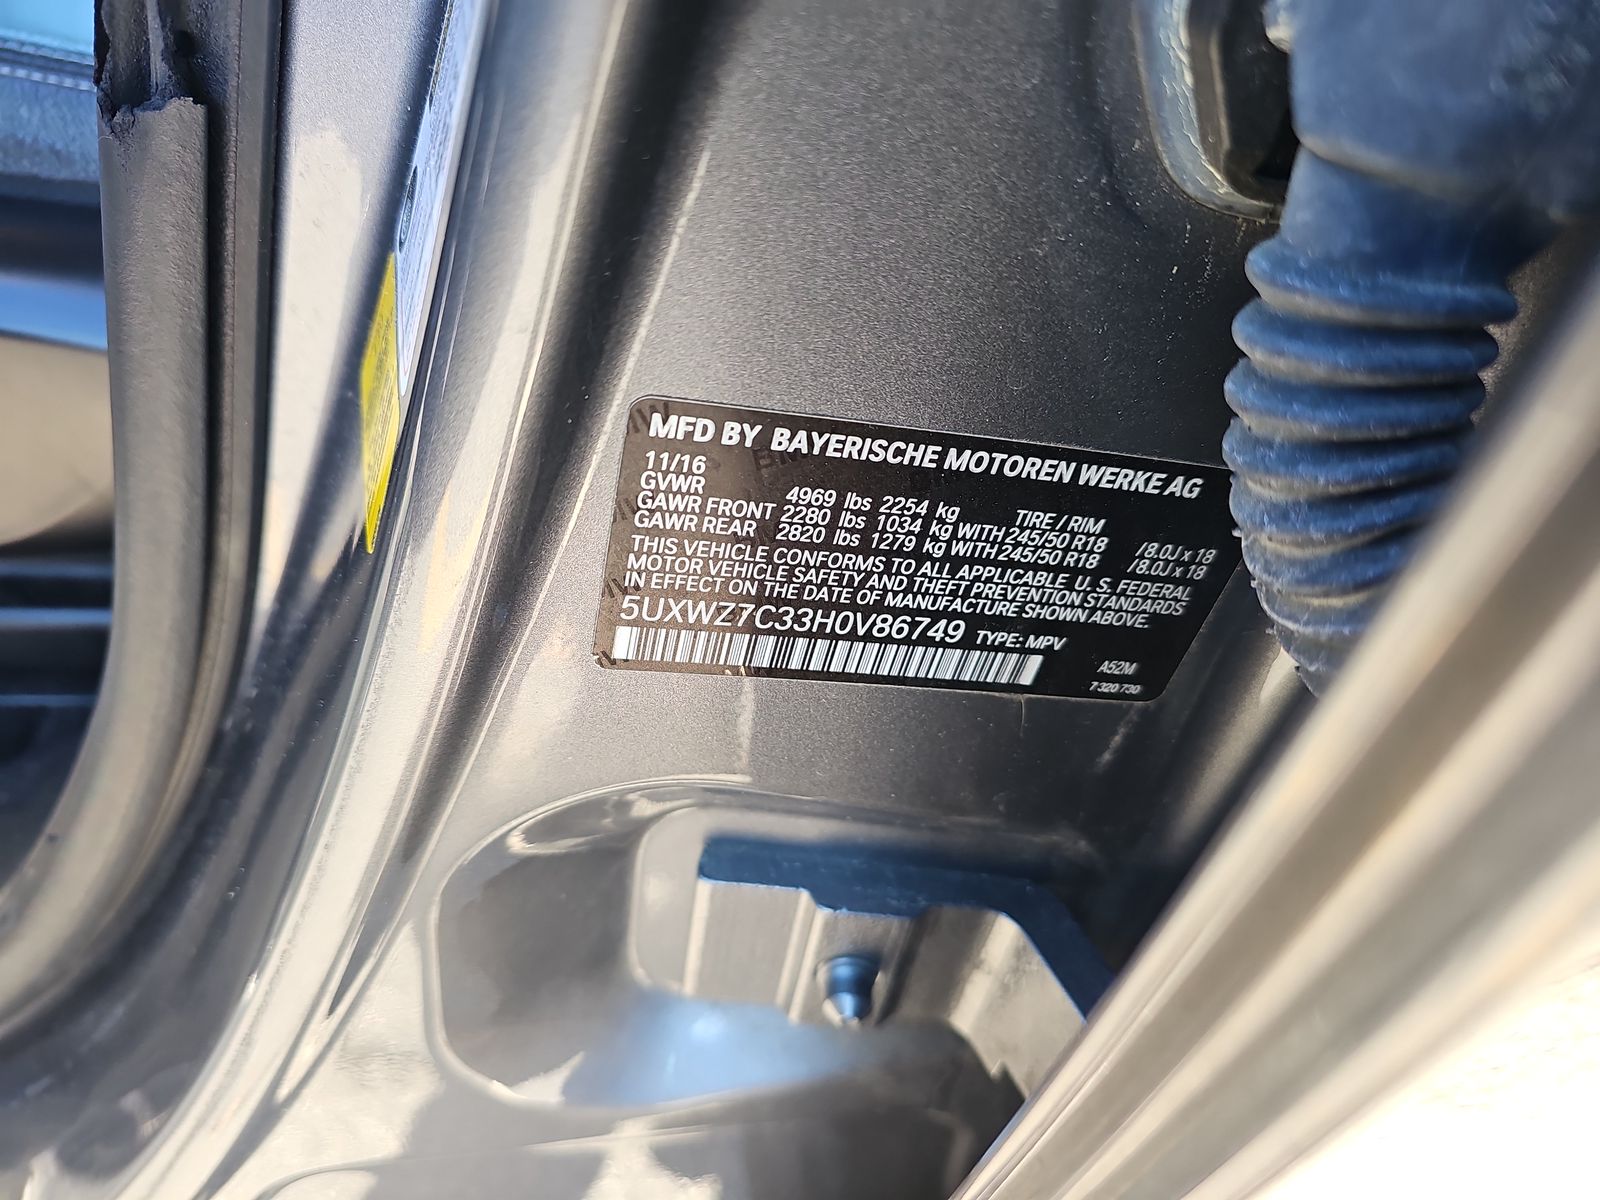 MFD BY BAYERISCHE MOTOREN WERKE AG
11/16
GVWR 4969 lbs 2254 kg TIRE / RIM
GAWR FRONT 2280 lbs 1034 kg WITH 245/50 R18 / 8.0J x 18
GAWR REAR 2820 lbs 1279 kg WITH 245/50 R18 / 8.0J x 18
THIS VEHICLE CONFORMS TO ALL APPLICABLE U. S. FEDERAL
MOTOR VEHICLE SAFETY AND THEFT PREVENTION STANDARDS
IN EFFECT ON THE DATE OF MANUFACTURE SHOWN ABOVE.
5UXWZ7C33H0V86749 TYPE: MPV
A52M
7 320 730